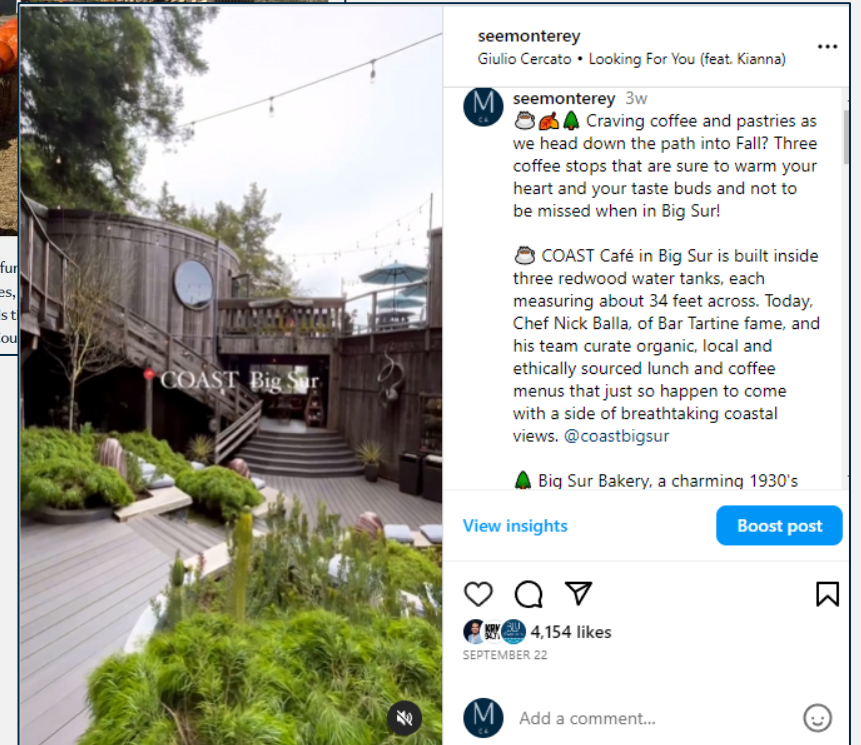 seemonterey
Giulio Cercato • Looking For You (feat. Kianna)
seemonterey 3w
☕🍂🌲 Craving coffee and pastries as
we head down the path into Fall? Three
coffee stops that are sure to warm your
heart and your taste buds and not to
be missed when in Big Sur!
☕ COAST Café in Big Sur is built inside
three redwood water tanks, each
measuring about 34 feet across. Today,
Chef Nick Balla, of Bar Tartine fame, and
his team curate organic, local and
ethically sourced lunch and coffee
menus that just so happen to come
with a side of breathtaking coastal
views. @coastbigsur
🌲 Big Sur Bakery, a charming 1930's
COAST Big Sur
View insights
Boost post
4,154 likes
SEPTEMBER 22
Add a comment...